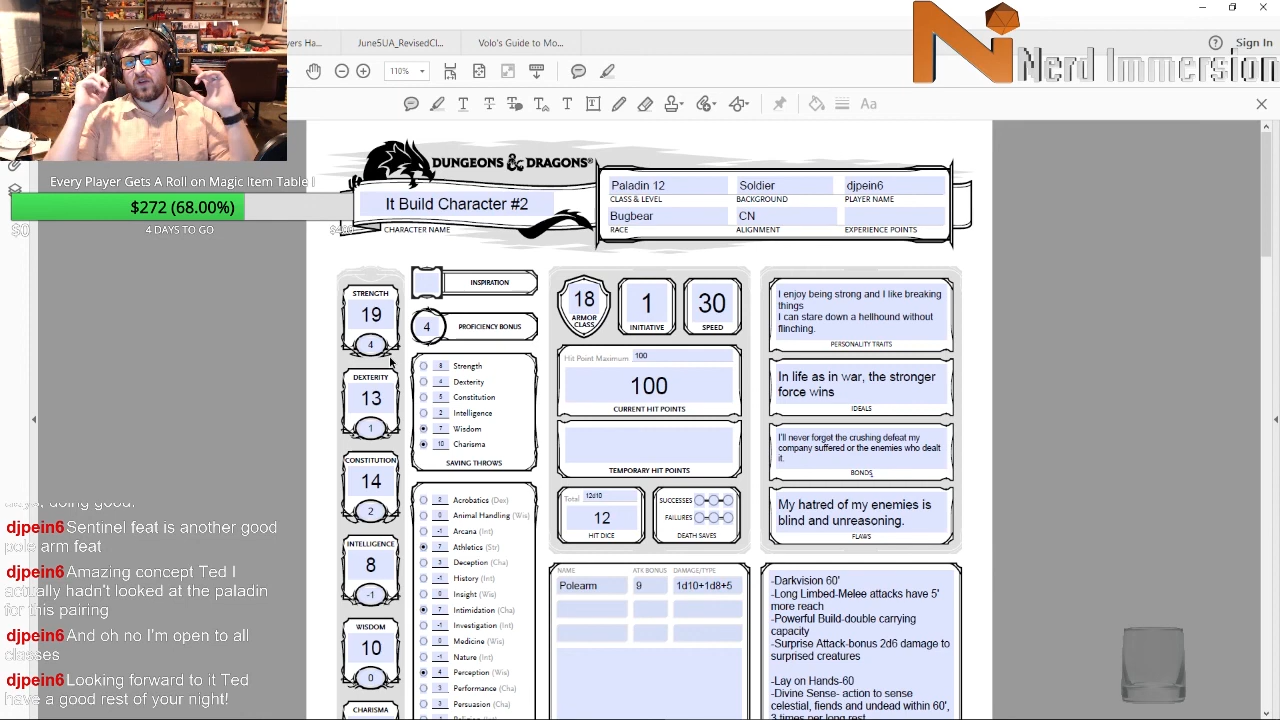 yers Ha...
June5UA_RevisedCl...
Volo's Guide to Mo...
Sign In
Nerd Immersion
110%
Aa
Every Player Gets A Roll on Magic Item Table !
$272 (68.00%)
$0
4 DAYS TO GO
DUNGEONS & DRAGONS®
It Build Character #2
CHARACTER NAME
Paladin 12
Soldier
djpein6
CLASS & LEVEL
BACKGROUND
PLAYER NAME
Bugbear
CN
RACE
ALIGNMENT
EXPERIENCE POINTS
STRENGTH
19
4
DEXTERITY
13
1
CONSTITUTION
14
2
INTELLIGENCE
8
-1
WISDOM
10
0
CHARISMA
INSPIRATION
4
PROFICIENCY BONUS
8 Strength
4 Dexterity
Constitution
2 Intelligence
7 Wisdom
10 Charisma
SAVING THROWS
2 Acrobatics (Dex)
0 Animal Handling (Wis)
-1 Arcana (Int)
7 Athletics (Str)
3 Deception (Cha)
-1 History (Int)
0 Insight (Wis)
7 Intimidation (Cha)
-1 Investigation (Int)
0 Medicine (Wis)
-1 Nature (Int)
4 Perception (Wis)
3 Performance (Cha)
3 Persuasion (Cha)
18
ARMOR
CLASS
1
INITIATIVE
30
SPEED
Hit Point Maximum 100
100
CURRENT HIT POINTS
TEMPORARY HIT POINTS
Total 12d10
12
HIT DICE
SUCCESSES
FAILURES
DEATH SAVES
NAME
ATK BONUS
DAMAGE/TYPE
Polearm
9
1d10+1d8+5
I enjoy being strong and I like breaking
things
I can stare down a hellhound without
flinching.
PERSONALITY TRAITS
In life as in war, the stronger
force wins
IDEALS
I'll never forget the crushing defeat my
company suffered or the enemies who dealt
it.
BONDS
My hatred of my enemies is
blind and unreasoning.
FLAWS
-Darkvision 60'
-Long Limbed-Melee attacks have 5'
more reach
-Powerful Build-double carrying
capacity
-Surprise Attack-bonus 2d6 damage to
surprised creatures
-Lay on Hands-60
-Divine Sense- action to sense
celestial, fiends and undead within 60',
3 times per long rest
djpein6 Sentinel feat is another good
pole arm feat
djpein6 Amazing concept Ted I
actually hadn't looked at the paladin
for this pairing
djpein6 And oh no I'm open to all
classes
djpein6 Looking forward to it Ted
have a good rest of your night!